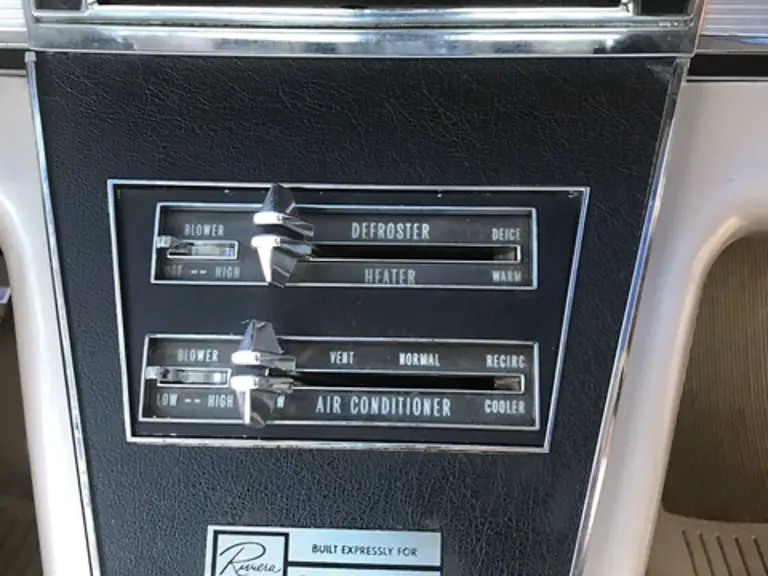 BLOWER DEFROSTER DEICE
-- HIGH HEATER WARM
BLOWER VENT NORMAL RECIRC
LOW -- HIGH AIR CONDITIONER COOLER
Riviera BUILT EXPRESSLY FOR